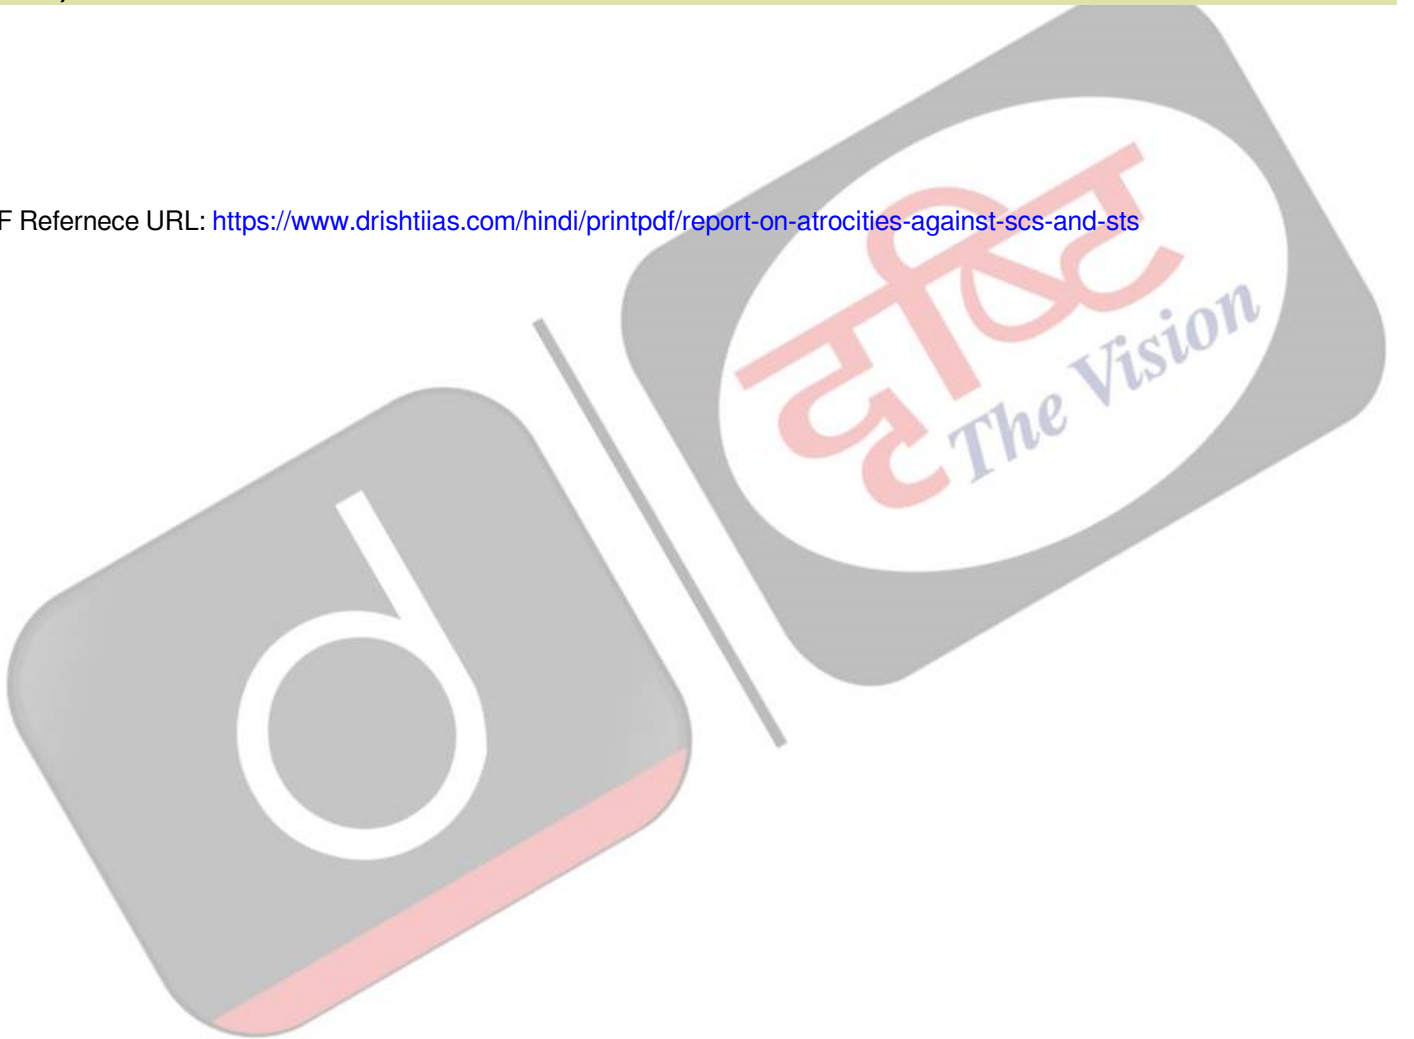 F Refernece URL: https://www.drishtiias.com/hindi/printpdf/report-on-atrocities-against-scs-and-sts
दृष्टि
The Vision
d